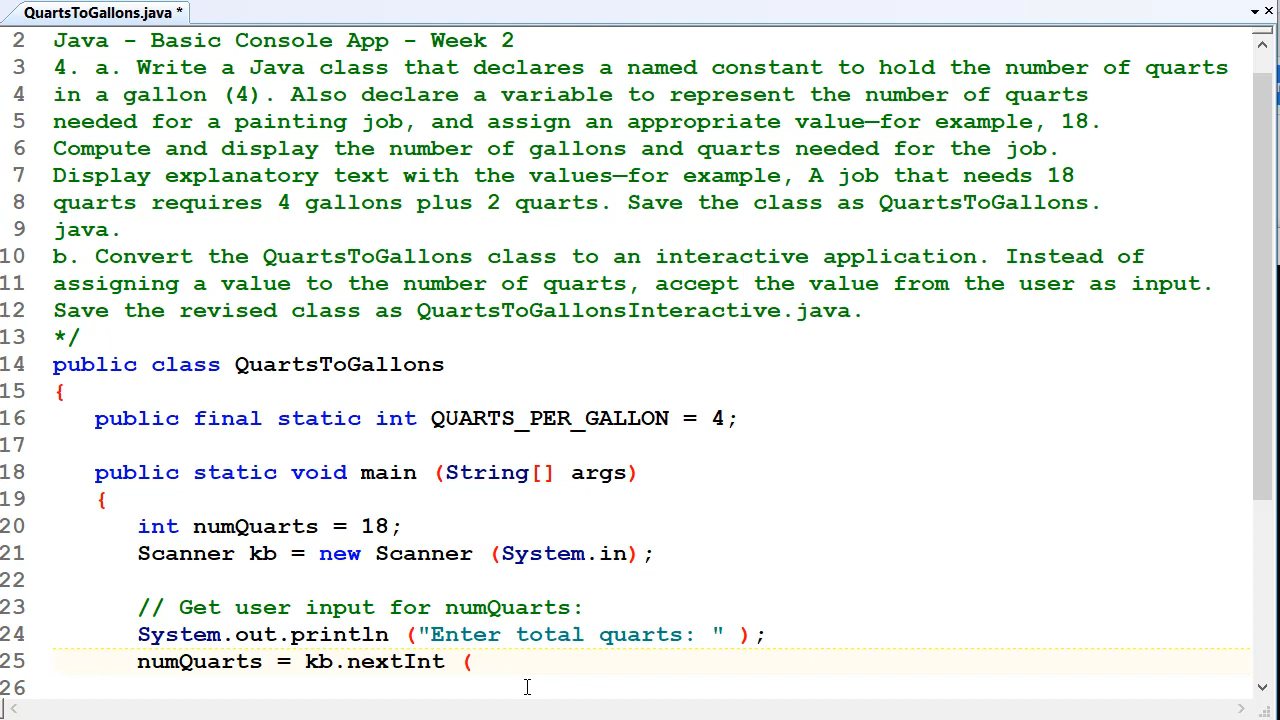 QuartsToGallons.java *
2 Java - Basic Console App - Week 2
3 4. a. Write a Java class that declares a named constant to hold the number of quarts
4 in a gallon (4). Also declare a variable to represent the number of quarts
5 needed for a painting job, and assign an appropriate value—for example, 18.
6 Compute and display the number of gallons and quarts needed for the job.
7 Display explanatory text with the values—for example, A job that needs 18
8 quarts requires 4 gallons plus 2 quarts. Save the class as QuartsToGallons.
9 java.
10 b. Convert the QuartsToGallons class to an interactive application. Instead of
11 assigning a value to the number of quarts, accept the value from the user as input.
12 Save the revised class as QuartsToGallonsInteractive.java.
13 */
14 public class QuartsToGallons
15 {
16 public final static int QUARTS_PER_GALLON = 4;
17
18 public static void main (String[] args)
19 {
20 int numQuarts = 18;
21 Scanner kb = new Scanner (System.in);
22
23 // Get user input for numQuarts:
24 System.out.println ("Enter total quarts: " );
25 numQuarts = kb.nextInt (
26